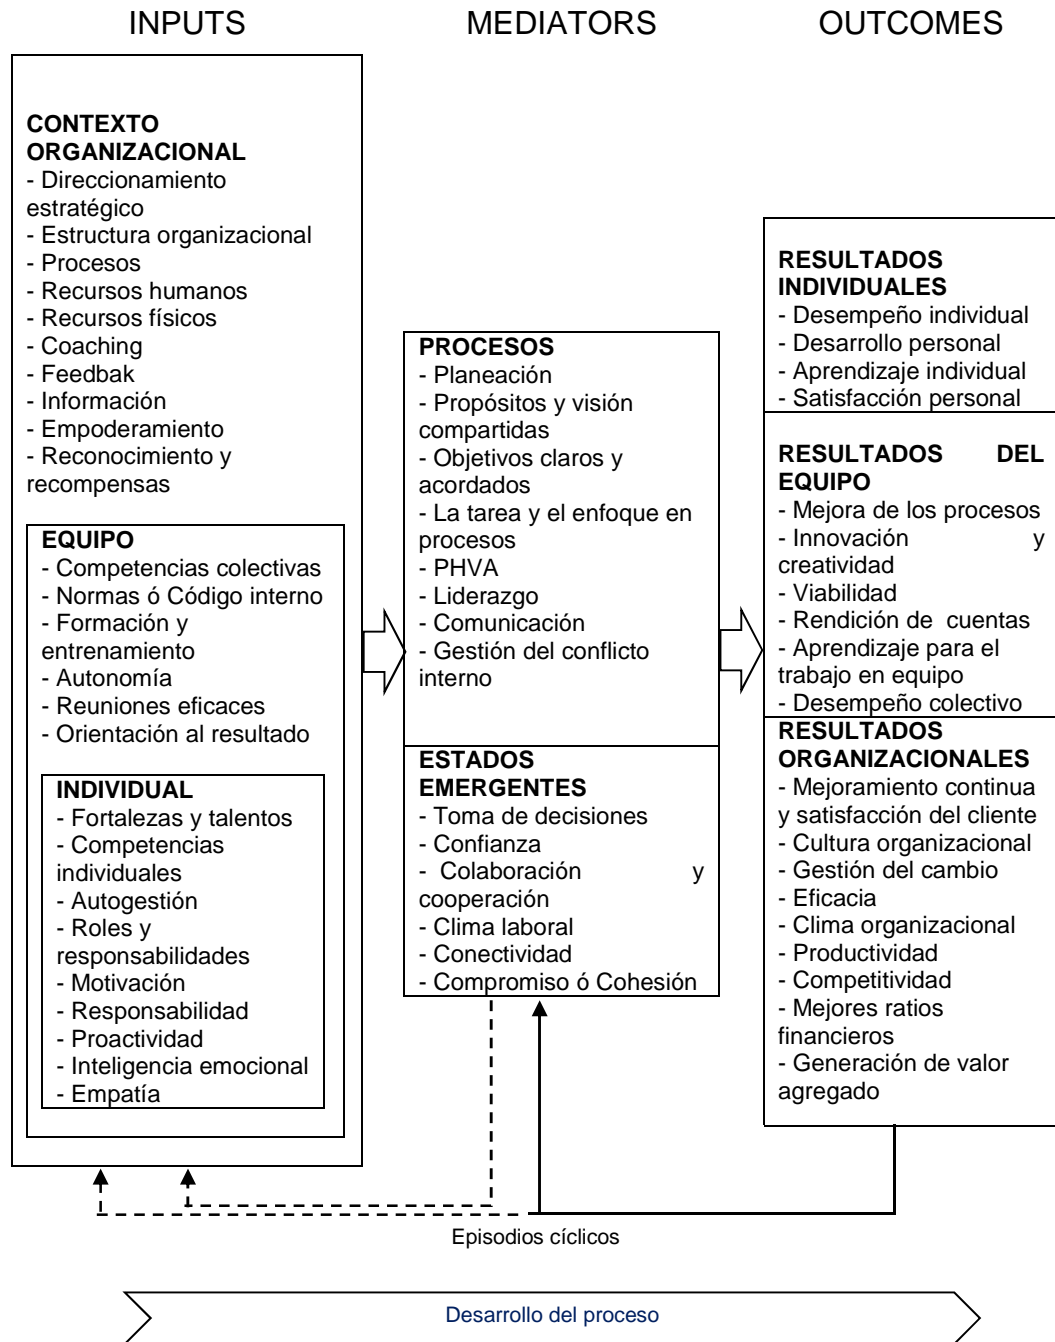 INPUTS
MEDIATORS
OUTCOMES
CONTEXTO
ORGANIZACIONAL
- Direccionamiento
estratégico
- Estructura organizacional
- Procesos
- Recursos humanos
- Recursos físicos
- Coaching
- Feedbak
- Información
- Empoderamiento
- Reconocimiento y
recompensas
EQUIPO
- Competencias colectivas
- Normas ó Código interno
- Formación y
entrenamiento
- Autonomía
- Reuniones eficaces
- Orientación al resultado
INDIVIDUAL
- Fortalezas y talentos
- Competencias
individuales
- Autogestión
- Roles y
responsabilidades
- Motivación
- Responsabilidad
- Proactividad
- Inteligencia emocional
- Empatía
PROCESOS
- Planeación
- Propósitos y visión
compartidas
- Objetivos claros y
acordados
- La tarea y el enfoque en
procesos
- PHVA
- Liderazgo
- Comunicación
- Gestión del conflicto
interno
ESTADOS
EMERGENTES
- Toma de decisiones
- Confianza
- Colaboración y
cooperación
- Clima laboral
- Conectividad
- Compromiso ó Cohesión
RESULTADOS
INDIVIDUALES
- Desempeño individual
- Desarrollo personal
- Aprendizaje individual
- Satisfacción personal
RESULTADOS DEL
EQUIPO
- Mejora de los procesos
- Innovación y
creatividad
- Viabilidad
- Rendición de cuentas
- Aprendizaje para el
trabajo en equipo
- Desempeño colectivo
RESULTADOS
ORGANIZACIONALES
- Mejoramiento continua
y satisfacción del cliente
- Cultura organizacional
- Gestión del cambio
- Eficacia
- Clima organizacional
- Productividad
- Competitividad
- Mejores ratios
financieros
- Generación de valor
agregado
Episodios cíclicos
Desarrollo del proceso